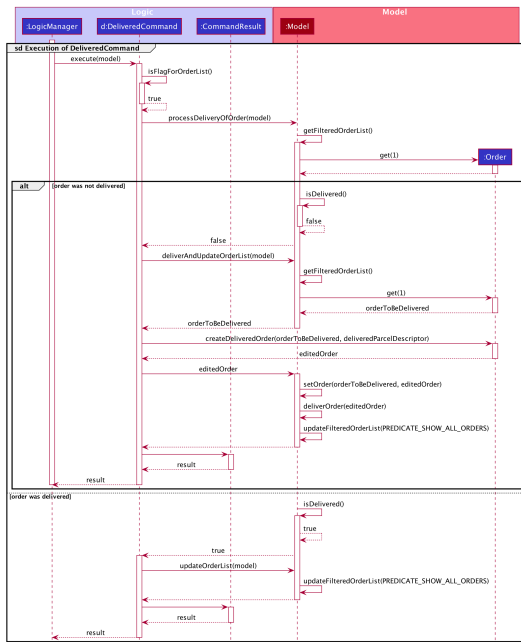 Logic
Model
:LogicManager
d:DeliveredCommand
:CommandResult
:Model
sd Execution of DeliveredCommand
execute(model)
isFlagForOrderList()
true
processDeliveryOfOrder(model)
getFilteredOrderList()
get(1)
:Order
alt
[order was not delivered]
isDelivered()
false
false
deliverAndUpdateOrderList(model)
getFilteredOrderList()
get(1)
orderToBeDelivered
orderToBeDelivered
createDeliveredOrder(orderToBeDelivered, deliveredParcelDescriptor)
editedOrder
editedOrder
setOrder(orderToBeDelivered, editedOrder)
deliverOrder(editedOrder)
updateFilteredOrderList(PREDICATE_SHOW_ALL_ORDERS)
result
result
[order was delivered]
isDelivered()
true
true
updateOrderList(model)
updateFilteredOrderList(PREDICATE_SHOW_ALL_ORDERS)
result
result